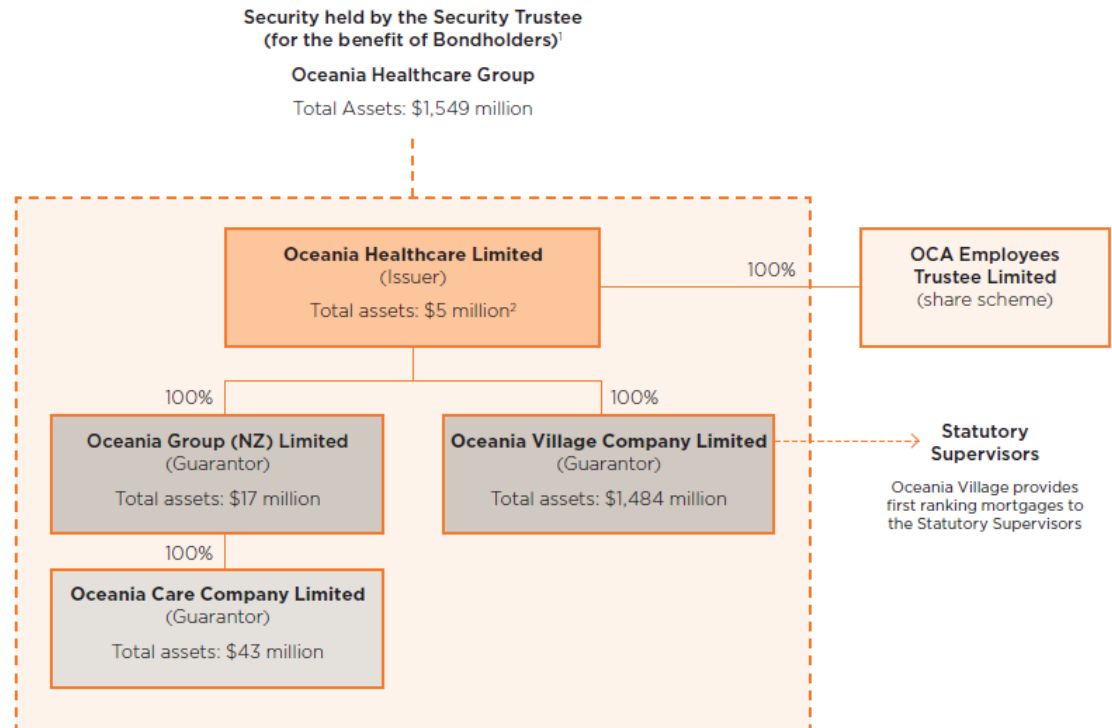 Security held by the Security Trustee
(for the benefit of Bondholders)¹
Oceania Healthcare Group
Total Assets: $1,549 million
Oceania Healthcare Limited
(Issuer)
Total assets: $5 million²
100%
OCA Employees
Trustee Limited
(share scheme)
100%
100%
Oceania Group (NZ) Limited
(Guarantor)
Total assets: $17 million
Oceania Village Company Limited
(Guarantor)
Total assets: $1,484 million
Statutory
Supervisors
Oceania Village provides
first ranking mortgages to
the Statutory Supervisors
100%
Oceania Care Company Limited
(Guarantor)
Total assets: $43 million